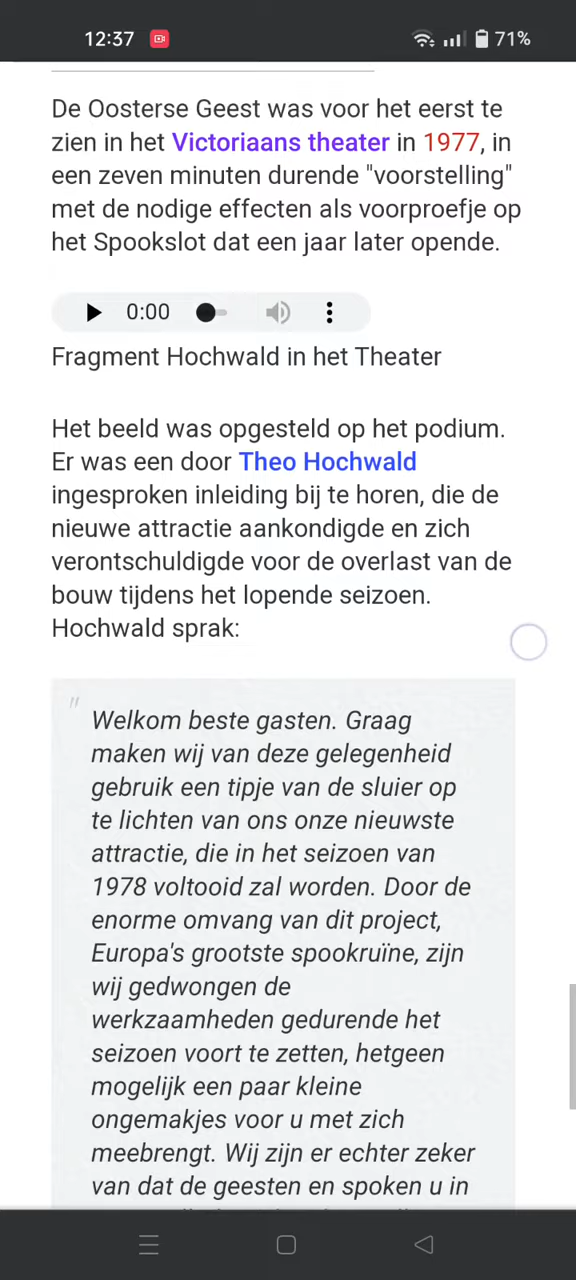 12:37
71%
De Oosterse Geest was voor het eerst te
zien in het Victoriaans theater in 1977, in
een zeven minuten durende "voorstelling"
met de nodige effecten als voorproefje op
het Spookslot dat een jaar later opende.
0:00
Fragment Hochwald in het Theater
Het beeld was opgesteld op het podium.
Er was een door Theo Hochwald
ingesproken inleiding bij te horen, die de
nieuwe attractie aankondigde en zich
verontschuldigde voor de overlast van de
bouw tijdens het lopende seizoen.
Hochwald sprak:
"
Welkom beste gasten. Graag
maken wij van deze gelegenheid
gebruik een tipje van de sluier op
te lichten van ons onze nieuwste
attractie, die in het seizoen van
1978 voltooid zal worden. Door de
enorme omvang van dit project,
Europa's grootste spookruïne, zijn
wij gedwongen de
werkzaamheden gedurende het
seizoen voort te zetten, hetgeen
mogelijk een paar kleine
ongemakjes voor u met zich
meebrengt. Wij zijn er echter zeker
van dat de geesten en spoken u in